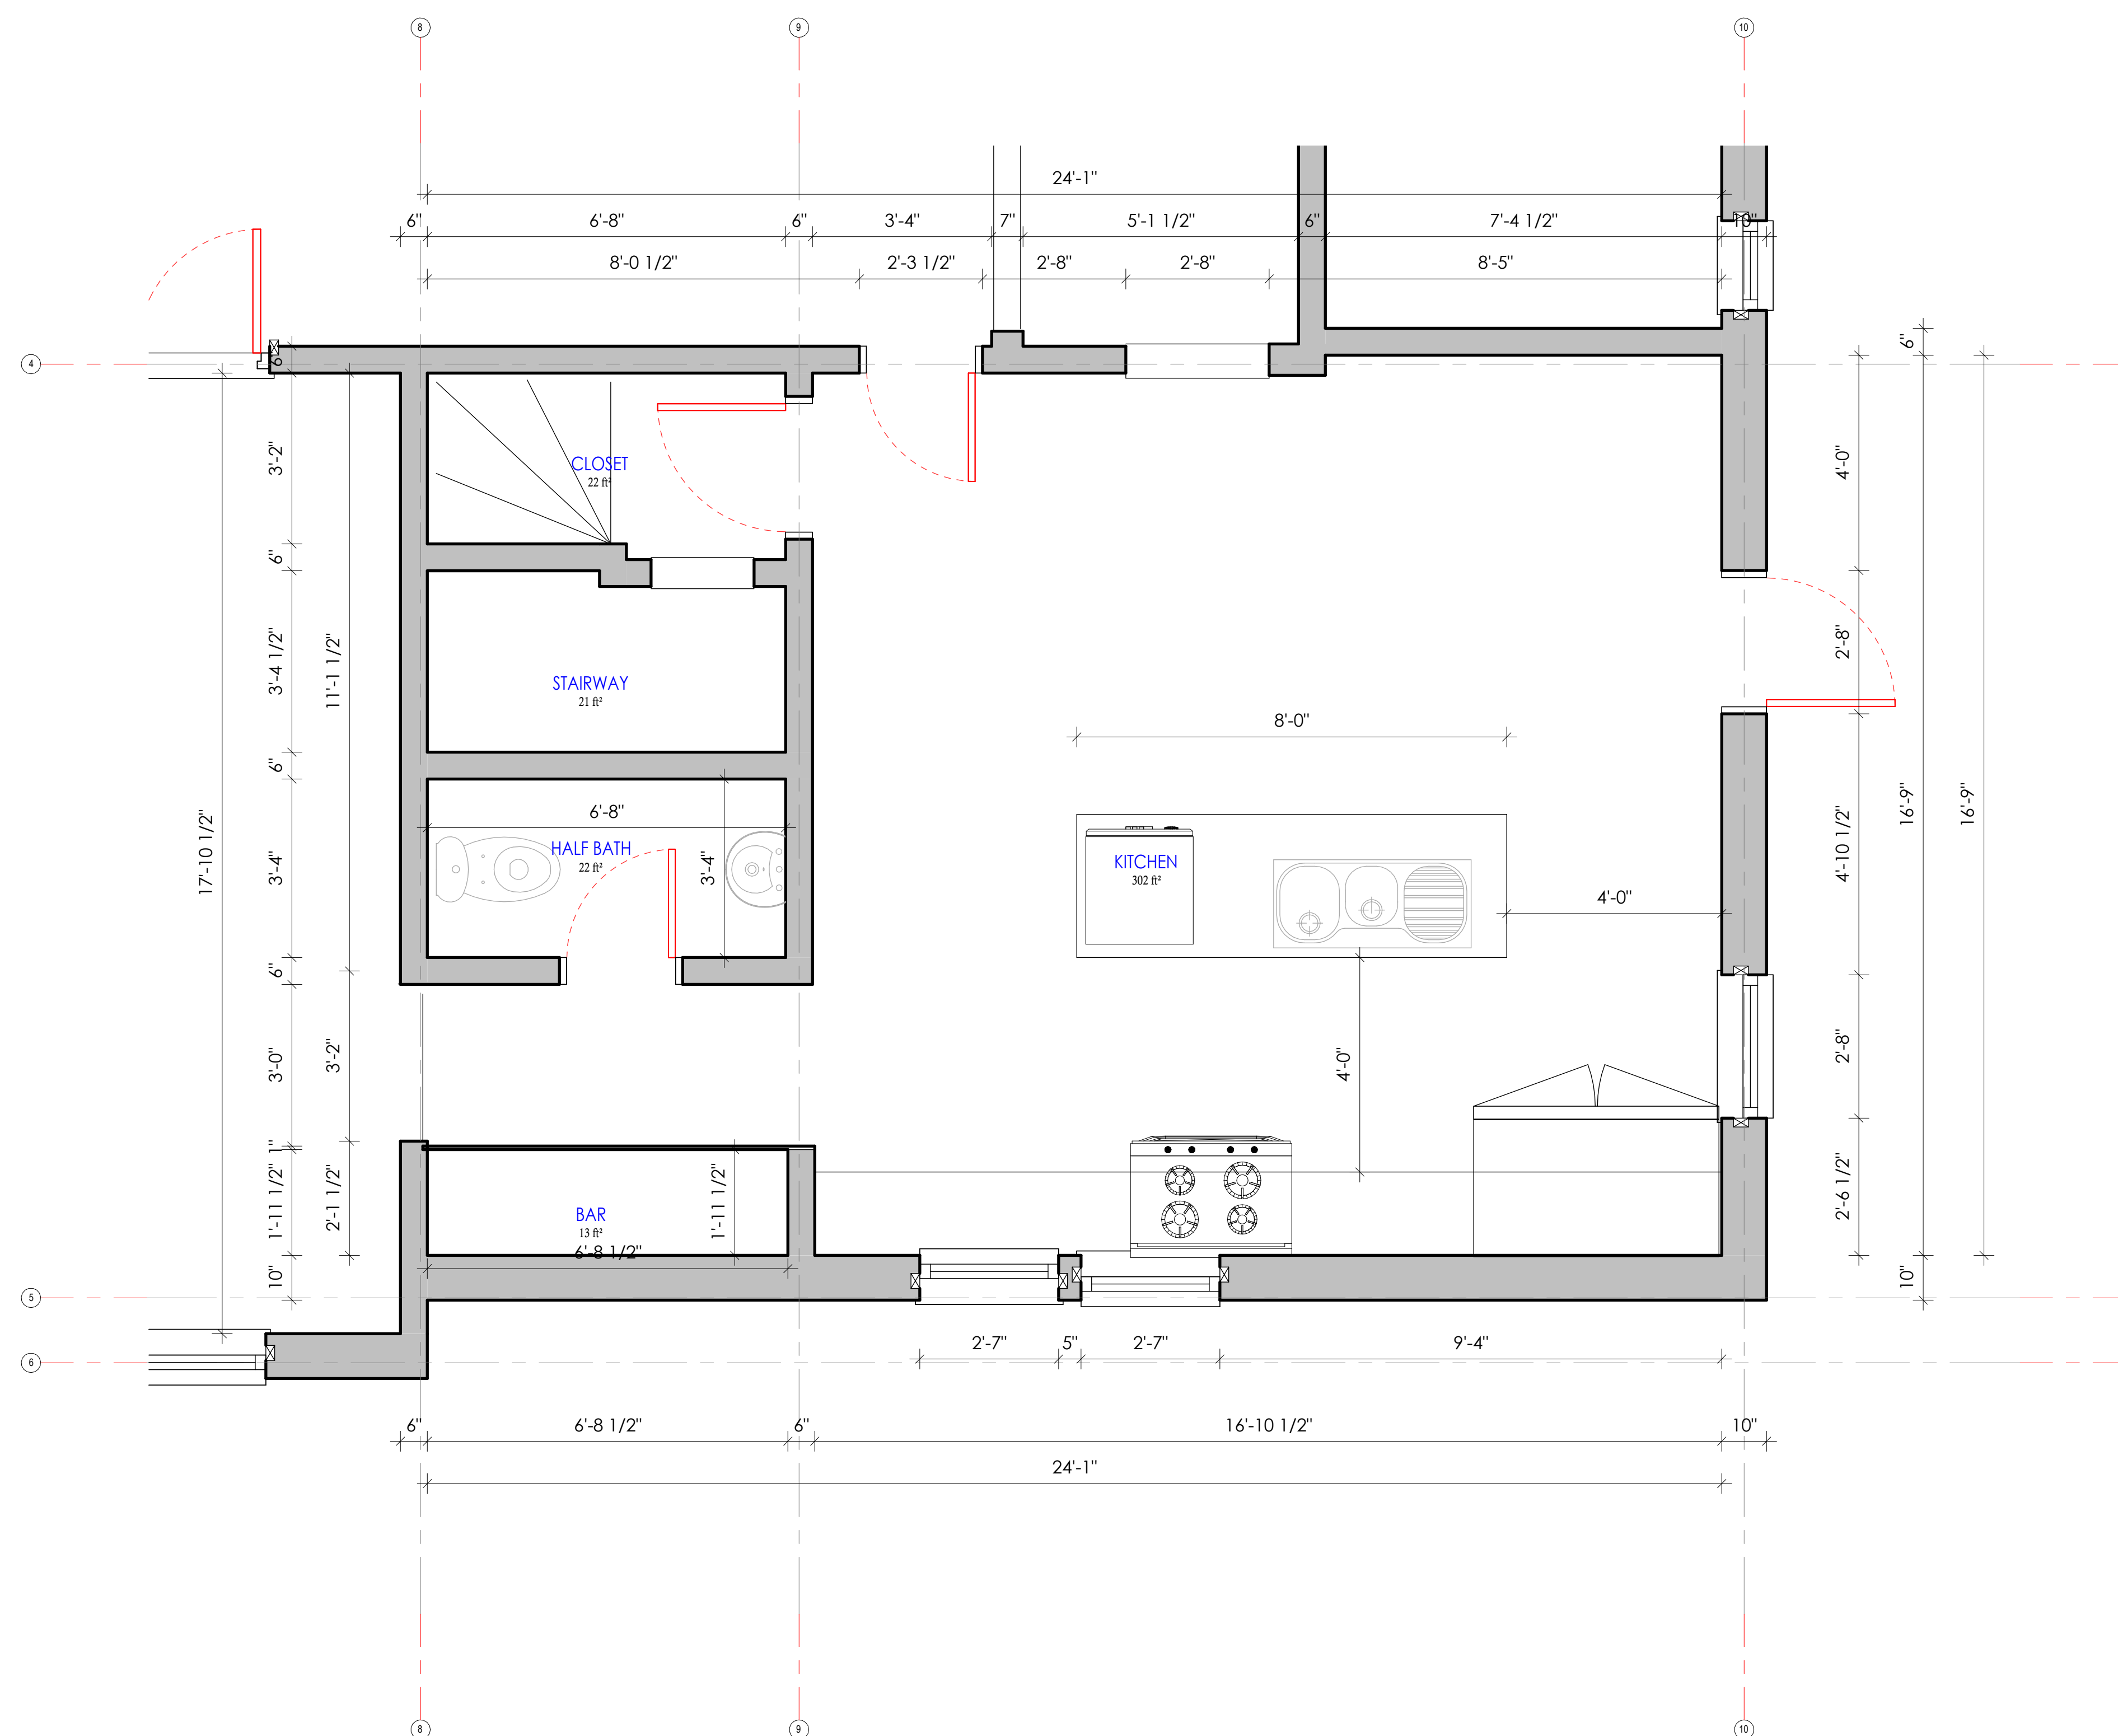 8 9 10
24'-1"
6" 6'-8" 6" 3'-4" 7" 5'-1 1/2" 6" 7'-4 1/2" 10"
8'-0 1/2" 2'-3 1/2" 2'-8" 2'-8" 8'-5"
4
6"
6"
CLOSET
22 ft²
3'-2"
4'-0"
6"
3'-4 1/2"
11'-1 1/2"
STAIRWAY
21 ft²
2'-8"
8'-0"
6"
6'-8"
16'-9"
16'-9"
17'-10 1/2"
3'-4"
HALF BATH
22 ft²
3'-4"
KITCHEN
302 ft²
4'-10 1/2"
4'-0"
6"
3'-0"
3'-2"
4'-0"
2'-8"
1"
1'-11 1/2"
2'-1 1/2"
BAR
13 ft²
6'-8 1/2"
1'-11 1/2"
2'-6 1/2"
10"
10"
5
2'-7" 5" 2'-7" 9'-4"
6
6" 6'-8 1/2" 6" 16'-10 1/2" 10"
24'-1"
8 9 10